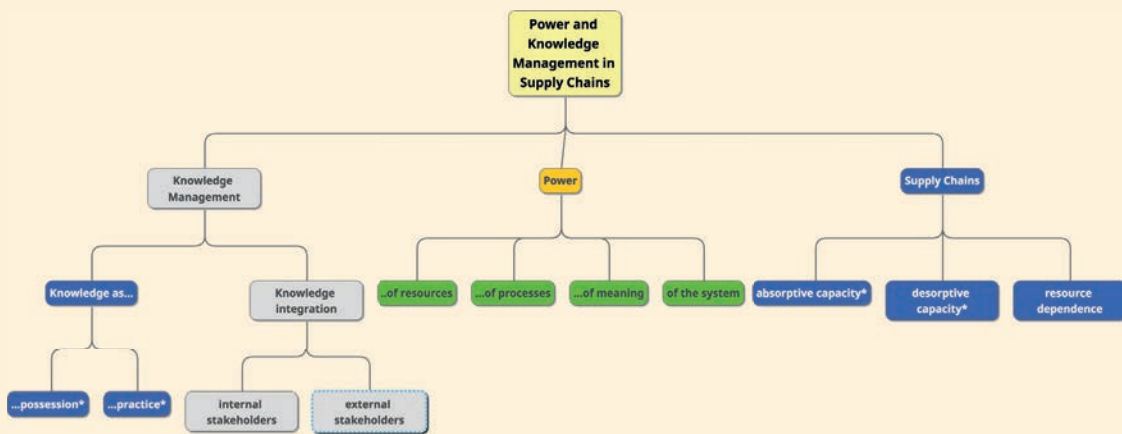 Power and
Knowledge
Management in
Supply Chains
Knowledge
Management
Power
Supply Chains
Knowledge as...
Knowledge
integration
..of resources
...of processes
...of meaning
of the system
absorptive capacity*
desorptive
capacity*
resource
dependence
...possession*
...practice*
internal
stakeholders
external
stakeholders